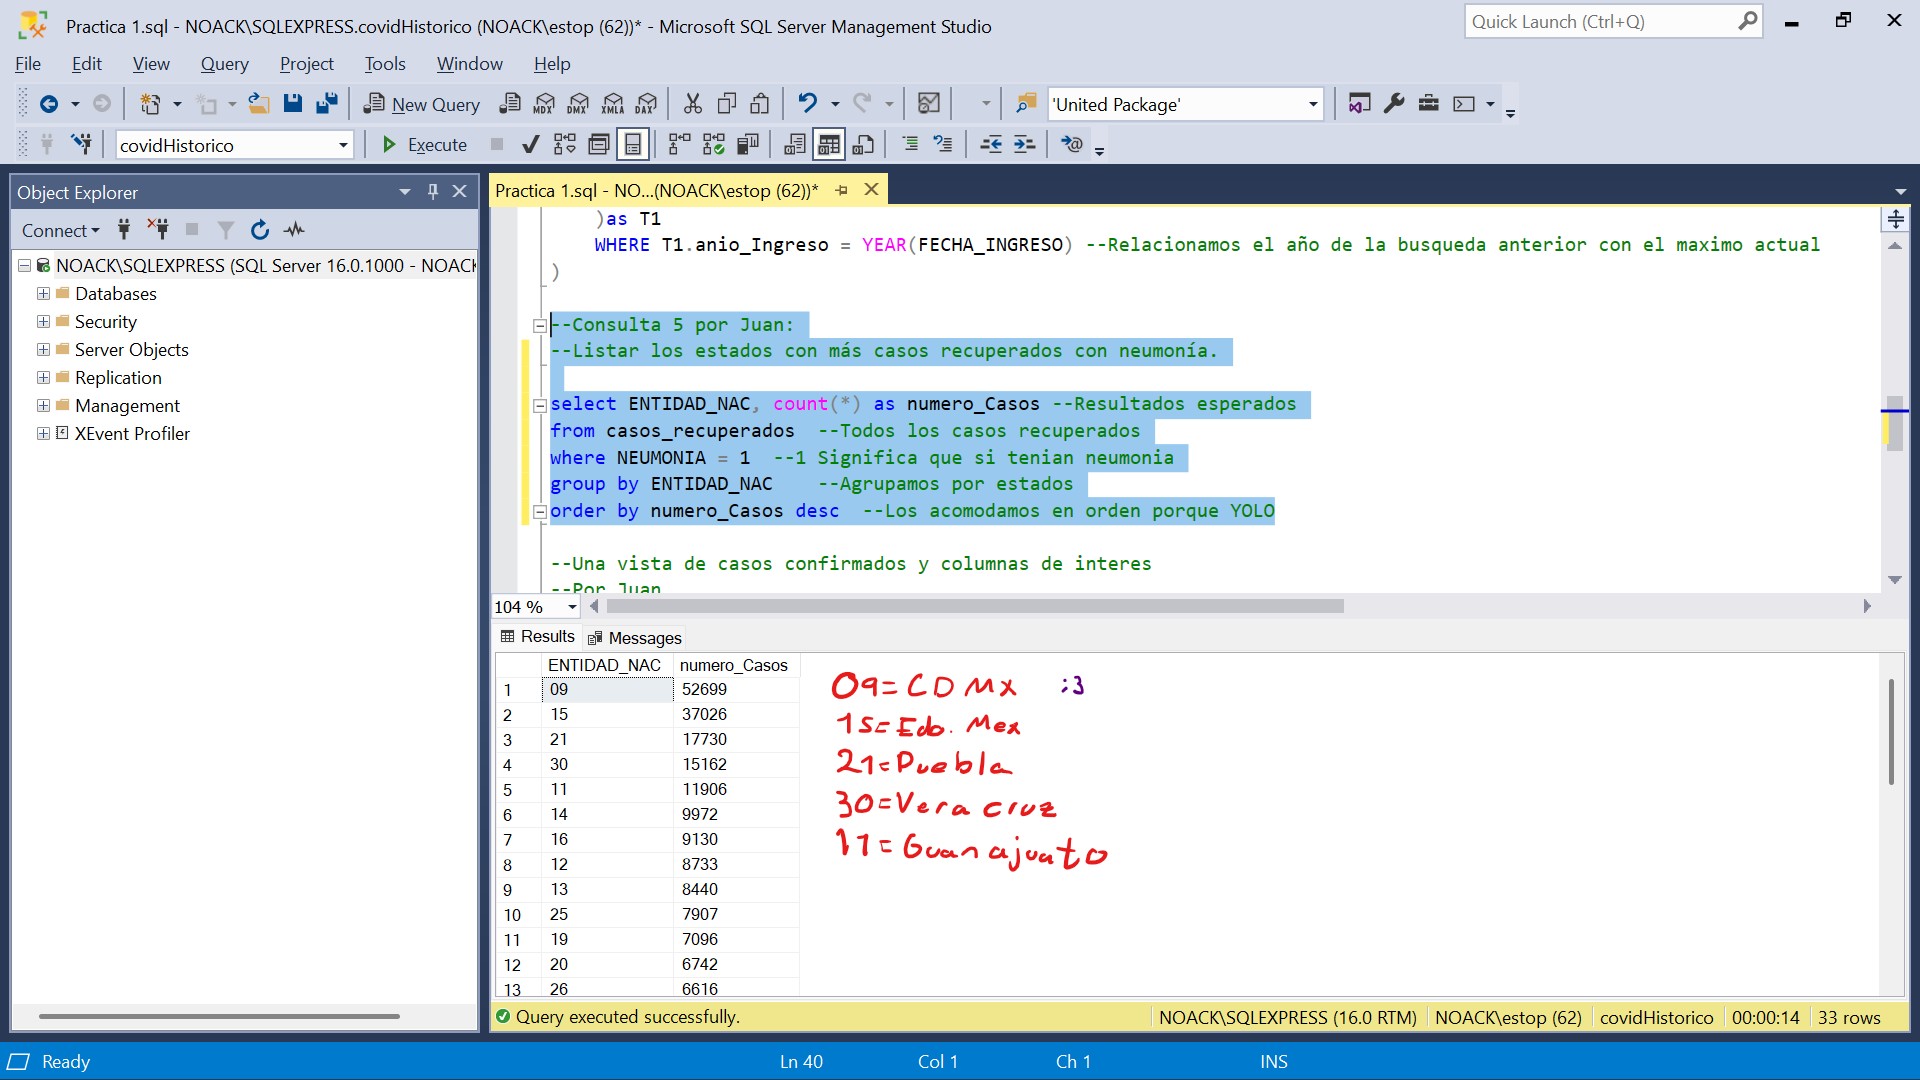 Practica 1.sql - NOACK\SQLEXPRESS.covidHistorico (NOACK\estop (62))* - Microsoft SQL Server Management Studio
Quick Launch (Ctrl+Q)
File Edit View Query Project Tools Window Help
New Query
MDX DMX XMLA DAX
'United Package'
covidHistorico
Execute
Object Explorer
Connect
NOACK\SQLEXPRESS (SQL Server 16.0.1000 - NOACK
Databases
Security
Server Objects
Replication
Management
XEvent Profiler
Practica 1.sql - NO...(NOACK\estop (62))*
)as T1
WHERE T1.anio_Ingreso = YEAR(FECHA_INGRESO) --Relacionamos el año de la busqueda anterior con el maximo actual
)
--Consulta 5 por Juan:
--Listar los estados con más casos recuperados con neumonía.
select ENTIDAD_NAC, count(*) as numero_Casos --Resultados esperados
from casos_recuperados --Todos los casos recuperados
where NEUMONIA = 1 --1 Significa que si tenian neumonia
group by ENTIDAD_NAC --Agrupamos por estados
order by numero_Casos desc --Los acomodamos en orden porque YOLO
--Una vista de casos confirmados y columnas de interes
--Por Juan
104 %
Results Messages
ENTIDAD_NAC numero_Casos
1 09 52699
2 15 37026
3 21 17730
4 30 15162
5 11 11906
6 14 9972
7 16 9130
8 12 8733
9 13 8440
10 25 7907
11 19 7096
12 20 6742
13 26 6616
09= CDMX :3
15= Edo. Mex
21= Puebla
30= Veracruz
11= Guanajuato
Query executed successfully.
NOACK\SQLEXPRESS (16.0 RTM) NOACK\estop (62) covidHistorico 00:00:14 33 rows
Ready Ln 40 Col 1 Ch 1 INS